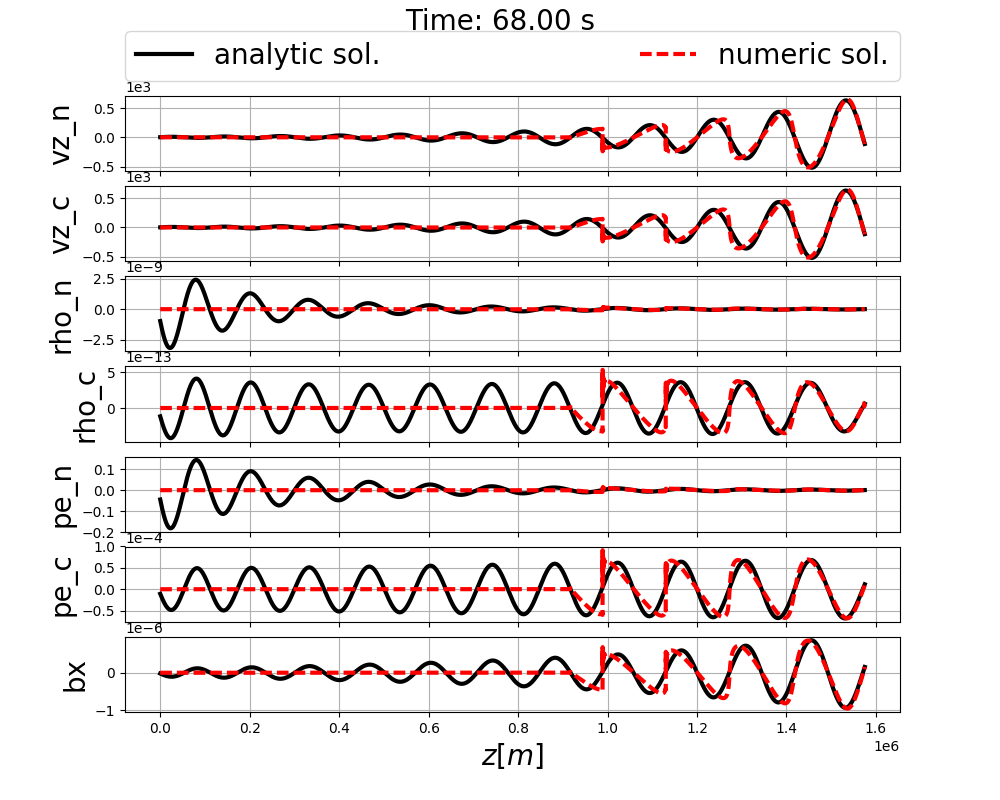 Time: 68.00 s
analytic sol. numeric sol.
1e3
vz_n
0.5
0.0
−0.5
1e3
vz_c
0.5
0.0
−0.5
1e−9
rho_n
2.5
0.0
−2.5
1e−13
rho_c
5
0
pe_n
0.1
0.0
−0.1
−0.2
1e−4
pe_c
1.0
0.5
0.0
−0.5
1e−6
bx
0
−1
0.0 0.2 0.4 0.6 0.8 1.0 1.2 1.4 1.6
1e6
z[m]